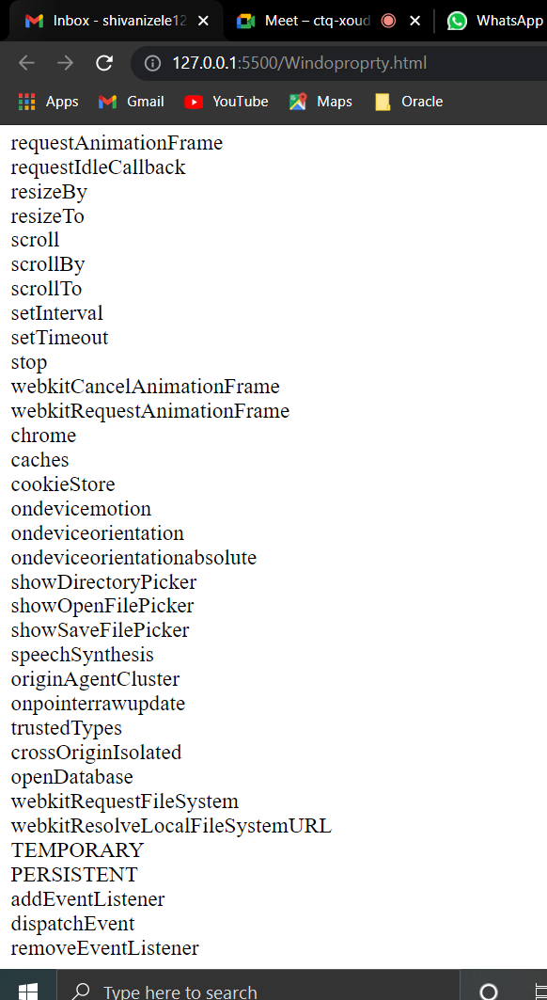 Inbox - shivanizele12
Meet – ctq-xoud
WhatsApp
127.0.0.1:5500/Windoproprty.html
Apps
Gmail
YouTube
Maps
Oracle
requestAnimationFrame
requestIdleCallback
resizeBy
resizeTo
scroll
scrollBy
scrollTo
setInterval
setTimeout
stop
webkitCancelAnimationFrame
webkitRequestAnimationFrame
chrome
caches
cookieStore
ondevicemotion
ondeviceorientation
ondeviceorientationabsolute
showDirectoryPicker
showOpenFilePicker
showSaveFilePicker
speechSynthesis
originAgentCluster
onpointerrawupdate
trustedTypes
crossOriginIsolated
openDatabase
webkitRequestFileSystem
webkitResolveLocalFileSystemURL
TEMPORARY
PERSISTENT
addEventListener
dispatchEvent
removeEventListener
Type here to search